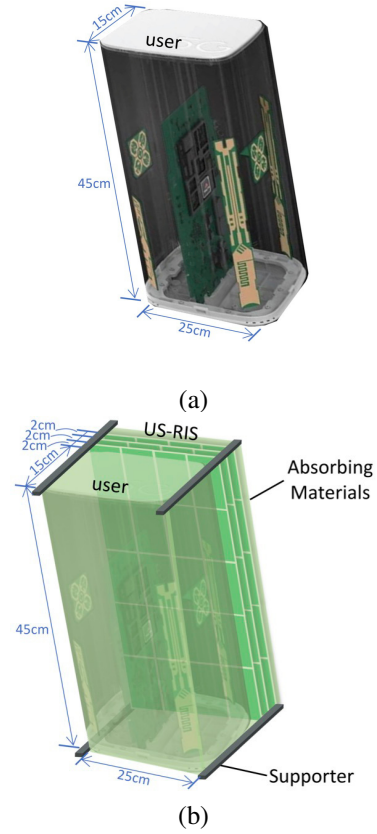 15cm
user
45cm
25cm
(a)
2cm
2cm
2cm
US-RIS
15cm
user
Absorbing
Materials
45cm
25cm
Supporter
(b)